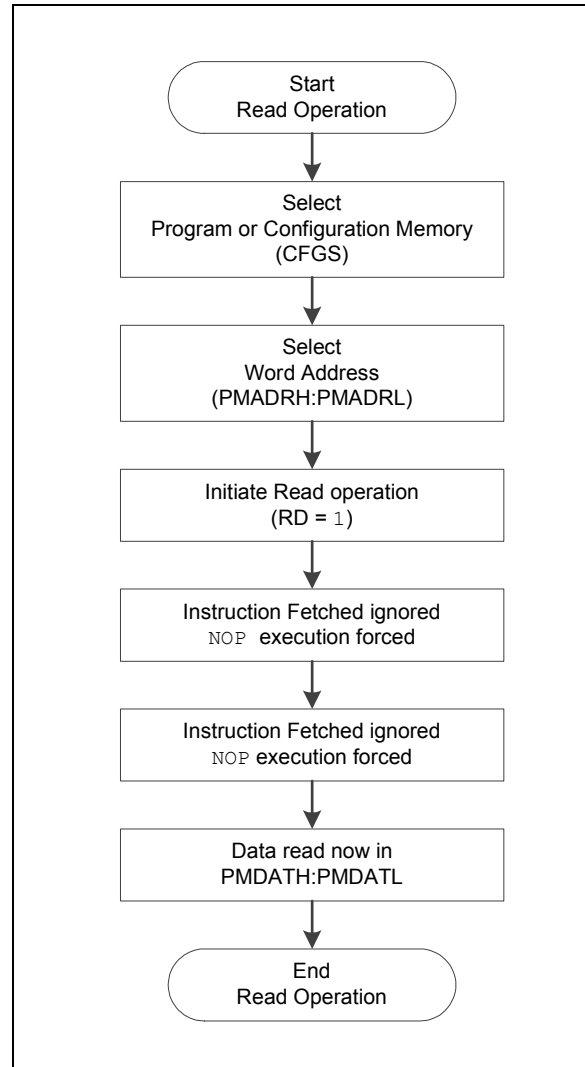 Start
Read Operation
Select
Program or Configuration Memory
(CFGS)
Select
Word Address
(PMADRH:PMADRL)
Initiate Read operation
(RD = 1)
Instruction Fetched ignored
NOP execution forced
Instruction Fetched ignored
NOP execution forced
Data read now in
PMDATH:PMDATL
End
Read Operation